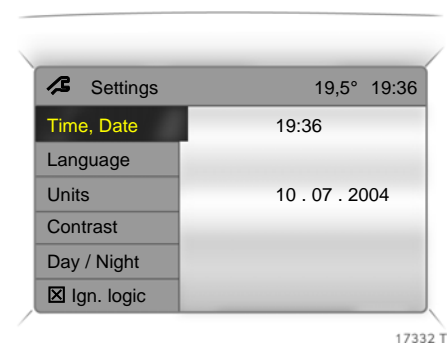 Settings 19,5° 19:36
Time, Date 19:36
Language
Units 10 . 07 . 2004
Contrast
Day / Night
Ign. logic
17332 T